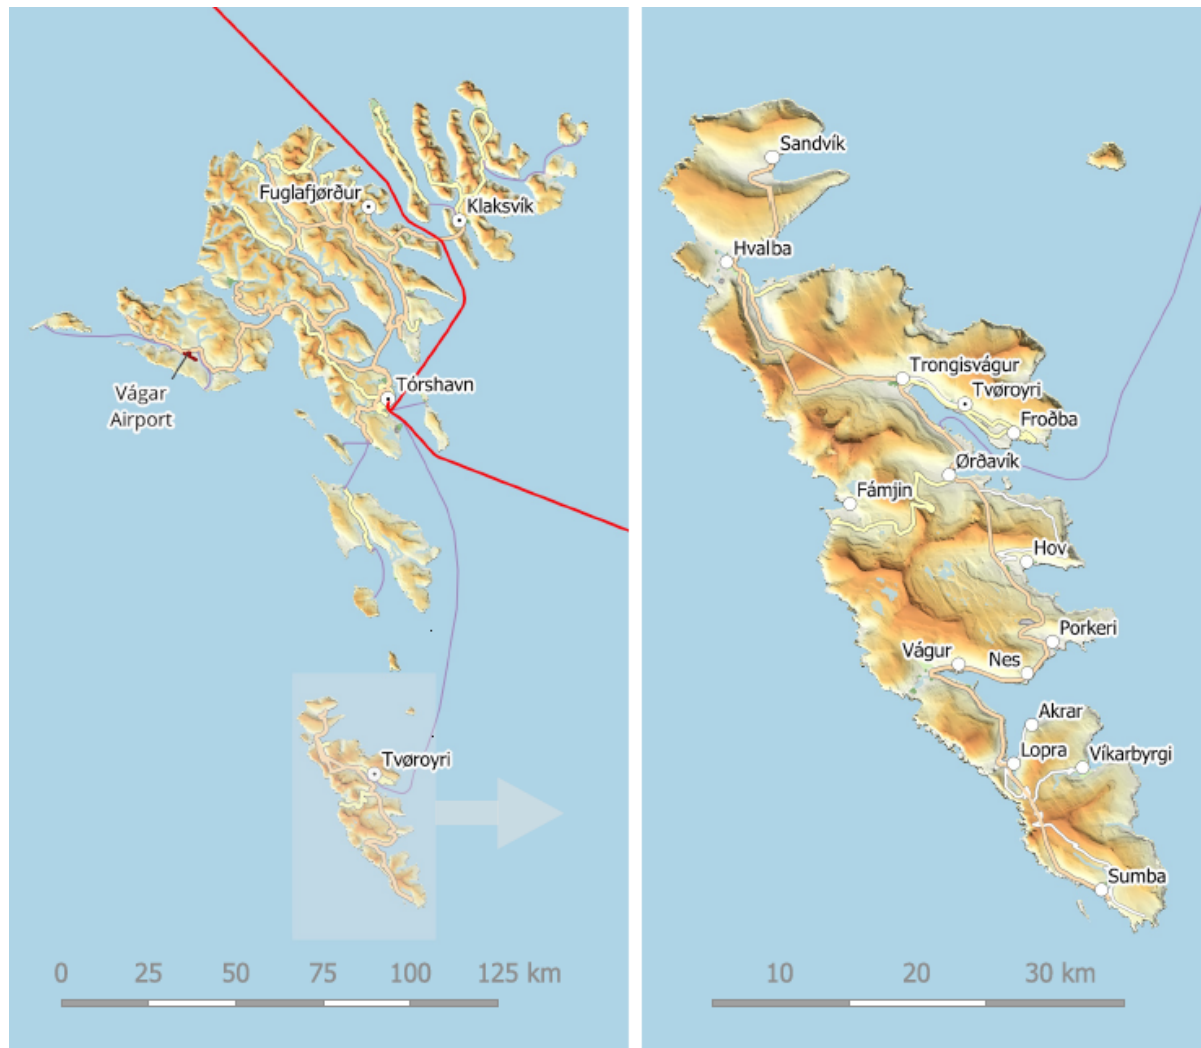 Fuglafjørður
Klaksvík
Vágar
Airport
Tórshavn
Tvøroyri
0 25 50 75 100 125 km
Sandvík
Hvalba
Trongisvágur
Tvøroyri
Froðba
Ørðavík
Fámjin
Hov
Porkeri
Vágur
Nes
Akrar
Lopra
Víkarbyrgi
Sumba
10 20 30 km